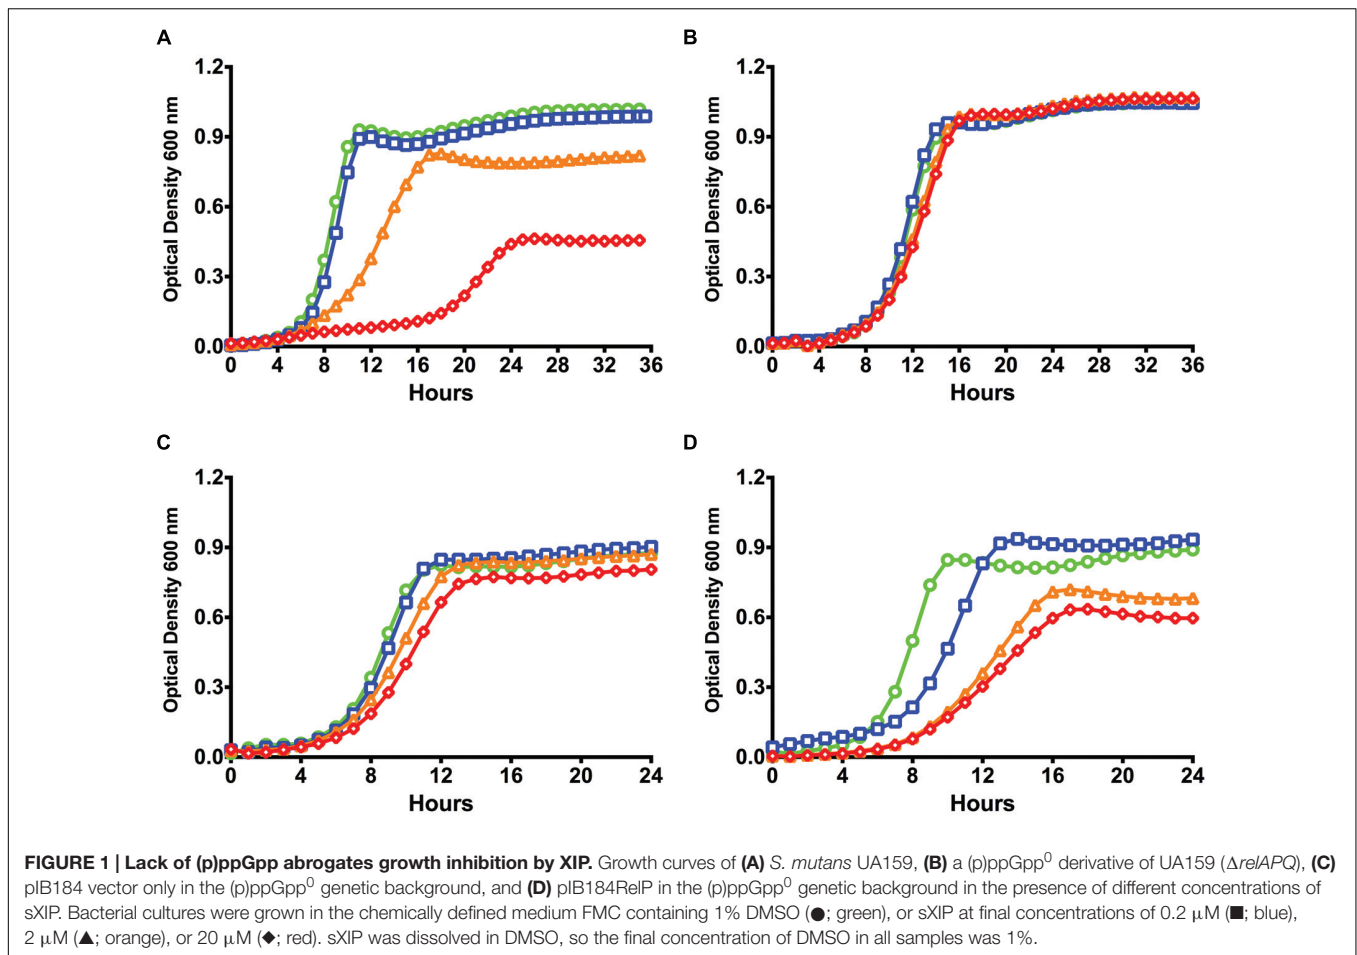 A
B
1.2
0.9
0.6
0.3
0.0
Optical Density 600 nm
0 4 8 12 16 20 24 28 32 36
Hours
1.2
0.9
0.6
0.3
0.0
Optical Density 600 nm
0 4 8 12 16 20 24 28 32 36
Hours
C
D
1.2
0.9
0.6
0.3
0.0
Optical Density 600 nm
0 4 8 12 16 20 24
Hours
1.2
0.9
0.6
0.3
0.0
Optical Density 600 nm
0 4 8 12 16 20 24
Hours
FIGURE 1 | Lack of (p)ppGpp abrogates growth inhibition by XIP. Growth curves of (A) S. mutans UA159, (B) a (p)ppGpp⁰ derivative of UA159 (ΔrelAPQ), (C)
pIB184 vector only in the (p)ppGpp⁰ genetic background, and (D) pIB184RelP in the (p)ppGpp⁰ genetic background in the presence of different concentrations of
sXIP. Bacterial cultures were grown in the chemically defined medium FMC containing 1% DMSO (●; green), or sXIP at final concentrations of 0.2 μM (■; blue),
2 μM (▲; orange), or 20 μM (◆; red). sXIP was dissolved in DMSO, so the final concentration of DMSO in all samples was 1%.